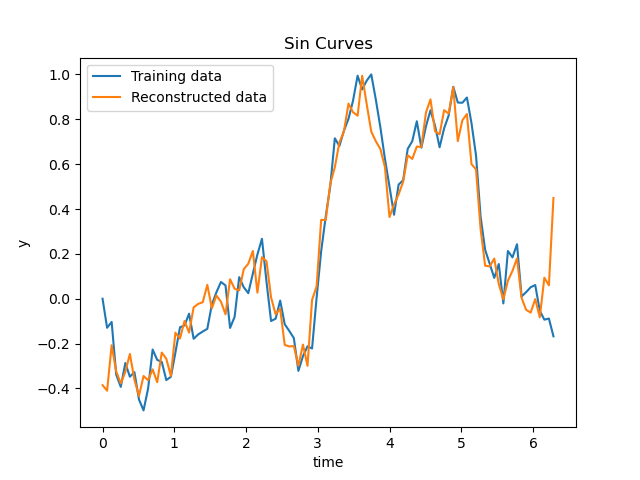 Sin Curves
Training data
Reconstructed data
1.0
0.8
0.6
0.4
0.2
0.0
−0.2
−0.4
y
0 1 2 3 4 5 6
time